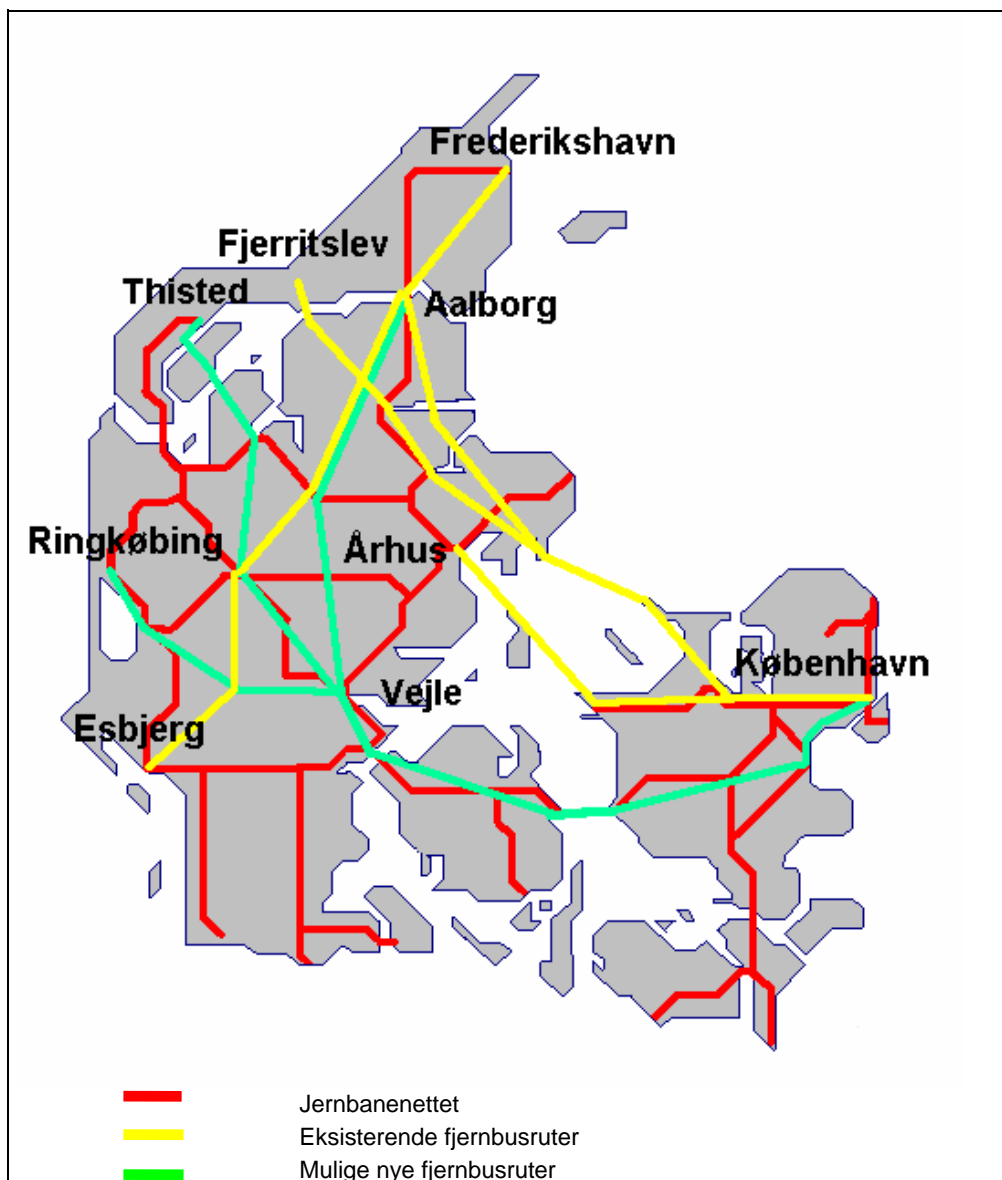 Frederikshavn
Fjerritslev
Thisted
Aalborg
Ringkøbing
Århus
København
Vejle
Esbjerg
Jernbanenettet
Eksisterende fjernbusruter
Mulige nye fjernbusruter